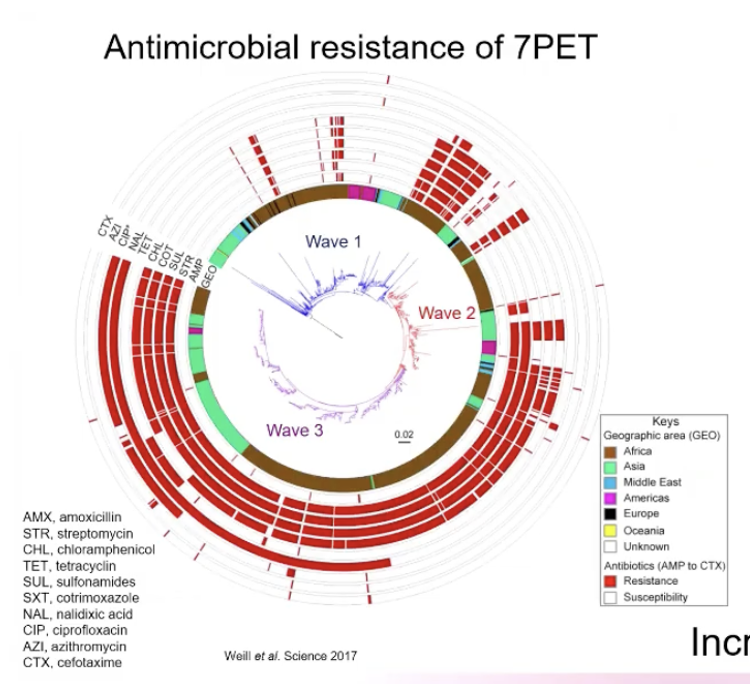 Antimicrobial resistance of 7PET
CTX
AZI
CIP*
NAL
TET
CHL
COT
SUL
STR
AMP
GEO
Wave 1
Wave 2
Wave 3
0.02
Keys
Geographic area (GEO)
Africa
Asia
Middle East
Americas
Europe
Oceania
Unknown
Antibiotics (AMP to CTX)
Resistance
Susceptibility
AMX, amoxicillin
STR, streptomycin
CHL, chloramphenicol
TET, tetracyclin
SUL, sulfonamides
SXT, cotrimoxazole
NAL, nalidixic acid
CIP, ciprofloxacin
AZI, azithromycin
CTX, cefotaxime
Weill et al. Science 2017
Incr